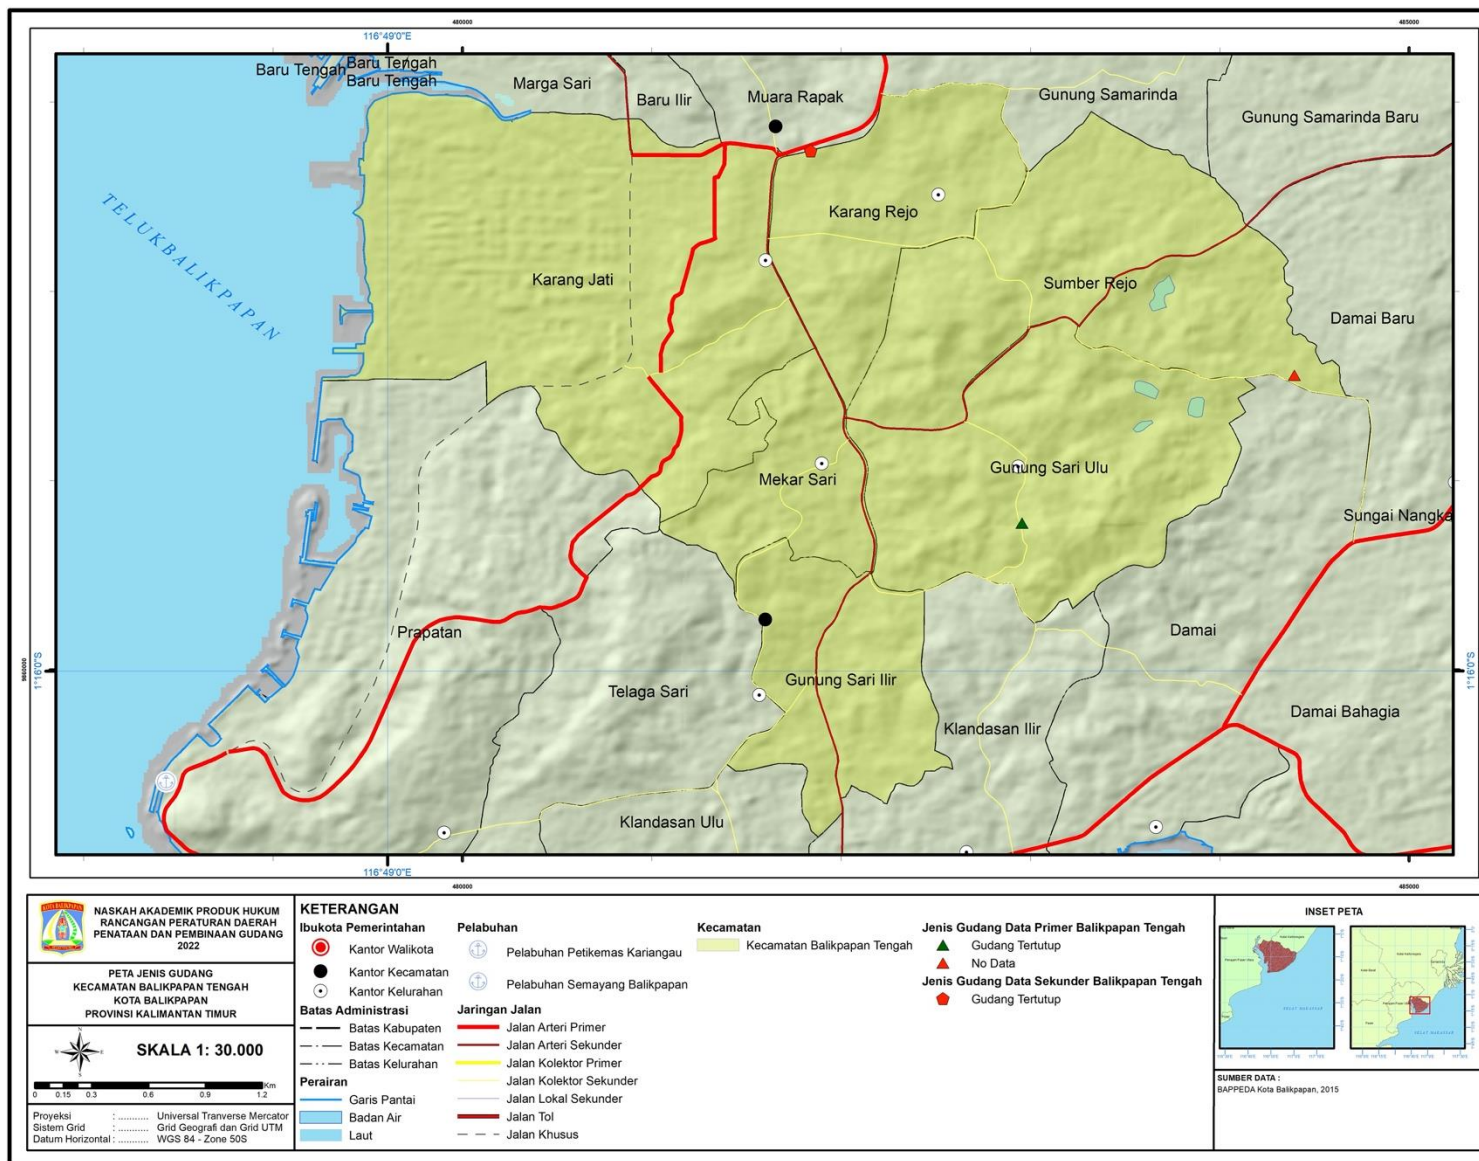 480000
485000
116°49'0"E
Baru Tengah
Baru Tengah
Baru Tengah
Marga Sari
Baru Ilir
Muara Rapak
Gunung Samarinda
Gunung Samarinda Baru
TELUKBALIKPAPAN
Karang Rejo
Karang Jati
Sumber Rejo
Damai Baru
Mekar Sari
Gunung Sari Ulu
Sungai Nangka
Prapatan
Damai
Telaga Sari
Gunung Sari Ilir
Klandasan Ilir
Damai Bahagia
Klandasan Ulu
9860000
1°16'0"S
1°16'0"S
116°49'0"E
480000
485000
KOTA BALIKPAPAN
NASKAH AKADEMIK PRODUK HUKUM
RANCANGAN PERATURAN DAERAH
PENATAAN DAN PEMBINAAN GUDANG
2022
PETA JENIS GUDANG
KECAMATAN BALIKPAPAN TENGAH
KOTA BALIKPAPAN
PROVINSI KALIMANTAN TIMUR
N
W
E
S
SKALA 1: 30.000
Km
0 0.15 0.3 0.6 0.9 1.2
Proyeksi : ........... Universal Tranverse Mercator
Sistem Grid : ........... Grid Geografi dan Grid UTM
Datum Horizontal : ........... WGS 84 - Zone 50S
KETERANGAN
Ibukota Pemerintahan
Kantor Walikota
Kantor Kecamatan
Kantor Kelurahan
Batas Administrasi
Batas Kabupaten
Batas Kecamatan
Batas Kelurahan
Perairan
Garis Pantai
Badan Air
Laut
Pelabuhan
Pelabuhan Petikemas Kariangau
Pelabuhan Semayang Balikpapan
Jaringan Jalan
Jalan Arteri Primer
Jalan Arteri Sekunder
Jalan Kolektor Primer
Jalan Kolektor Sekunder
Jalan Lokal Sekunder
Jalan Tol
Jalan Khusus
Kecamatan
Kecamatan Balikpapan Tengah
Jenis Gudang Data Primer Balikpapan Tengah
Gudang Tertutup
No Data
Jenis Gudang Data Sekunder Balikpapan Tengah
Gudang Tertutup
INSET PETA
SELAT MAKASSAR
SELAT MAKASSAR
SUMBER DATA :
BAPPEDA Kota Balikpapan, 2015